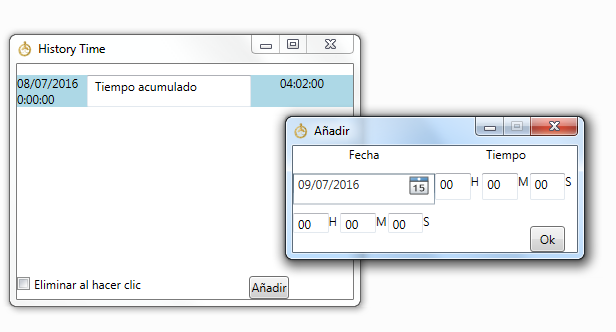 History Time
08/07/2016
0:00:00
Tiempo acumulado
04:02:00
Eliminar al hacer clic
Añadir
Añadir
Fecha
Tiempo
09/07/2016
15
00 H 00 M 00 S
00 H 00 M 00 S
Ok